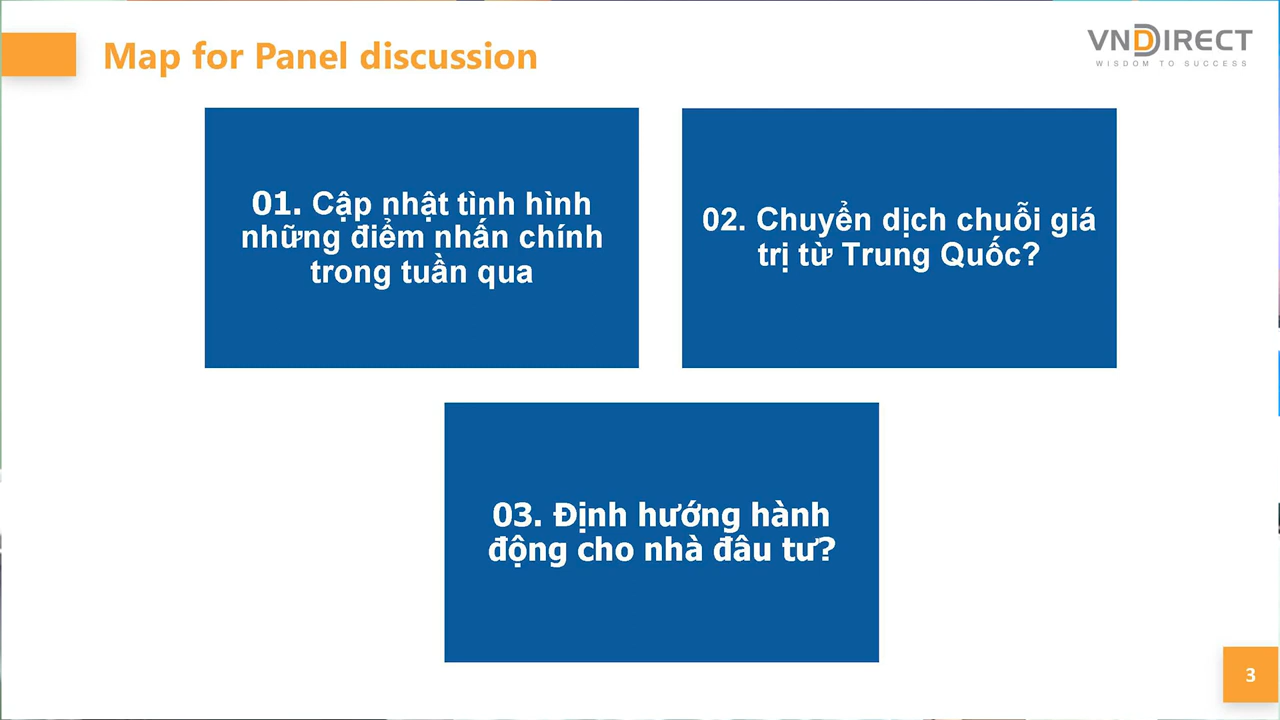 Map for Panel discussion
VNDIRECT
WISDOM TO SUCCESS
01. Cập nhật tình hình
những điểm nhấn chính
trong tuần qua
02. Chuyển dịch chuỗi giá
trị từ Trung Quốc?
03. Định hướng hành
động cho nhà đâu tư?
3